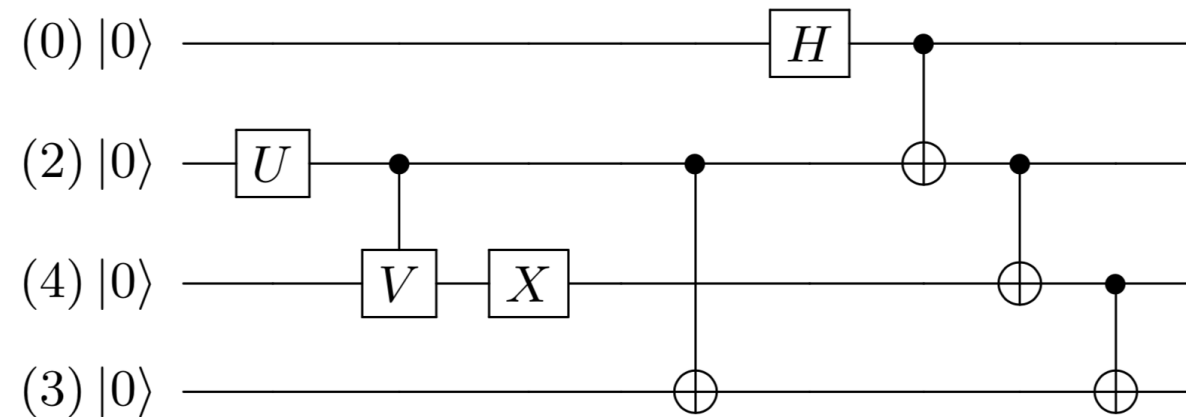 (0) |0⟩ H
(2) |0⟩ U
(4) |0⟩ V X
(3) |0⟩